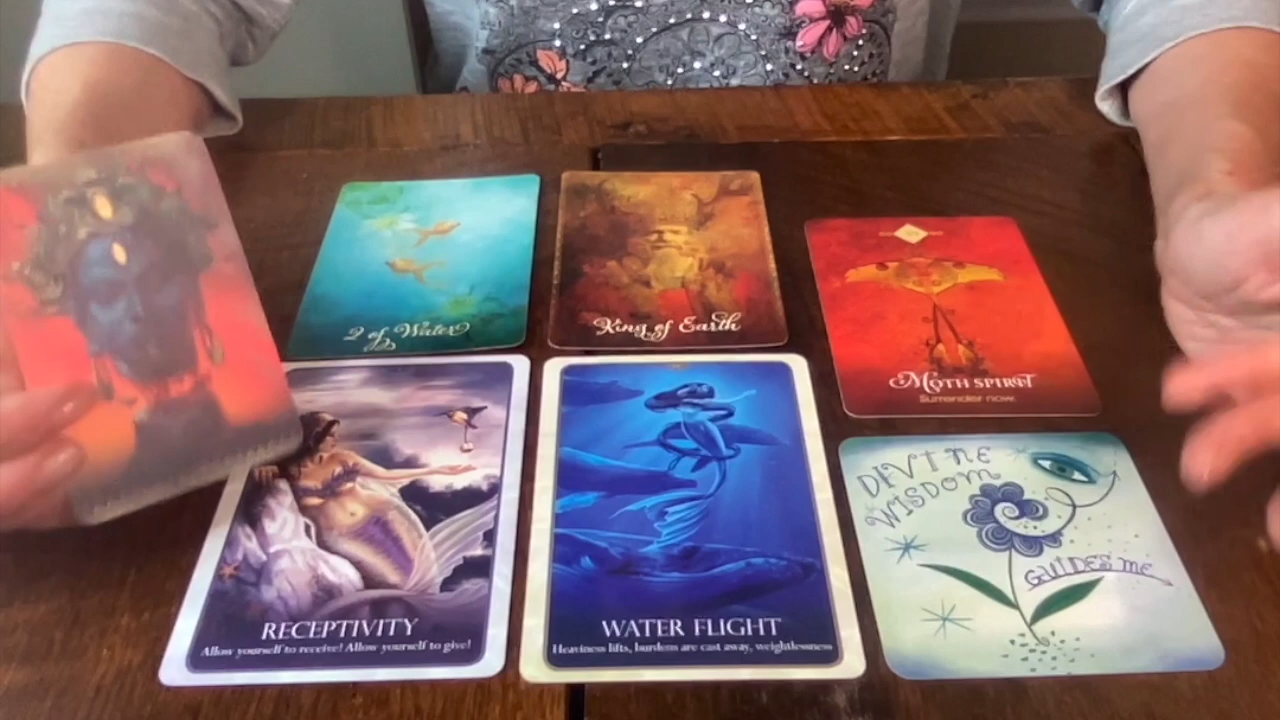 2 of Water
King of Earth
Moth Spirit
Surrender now.
RECEPTIVITY
Allow yourself to receive! Allow yourself to give!
WATER FLIGHT
Heaviness lifts, burdens are cast away, weightlessness
DIVINE
WISDOM
GUIDES ME